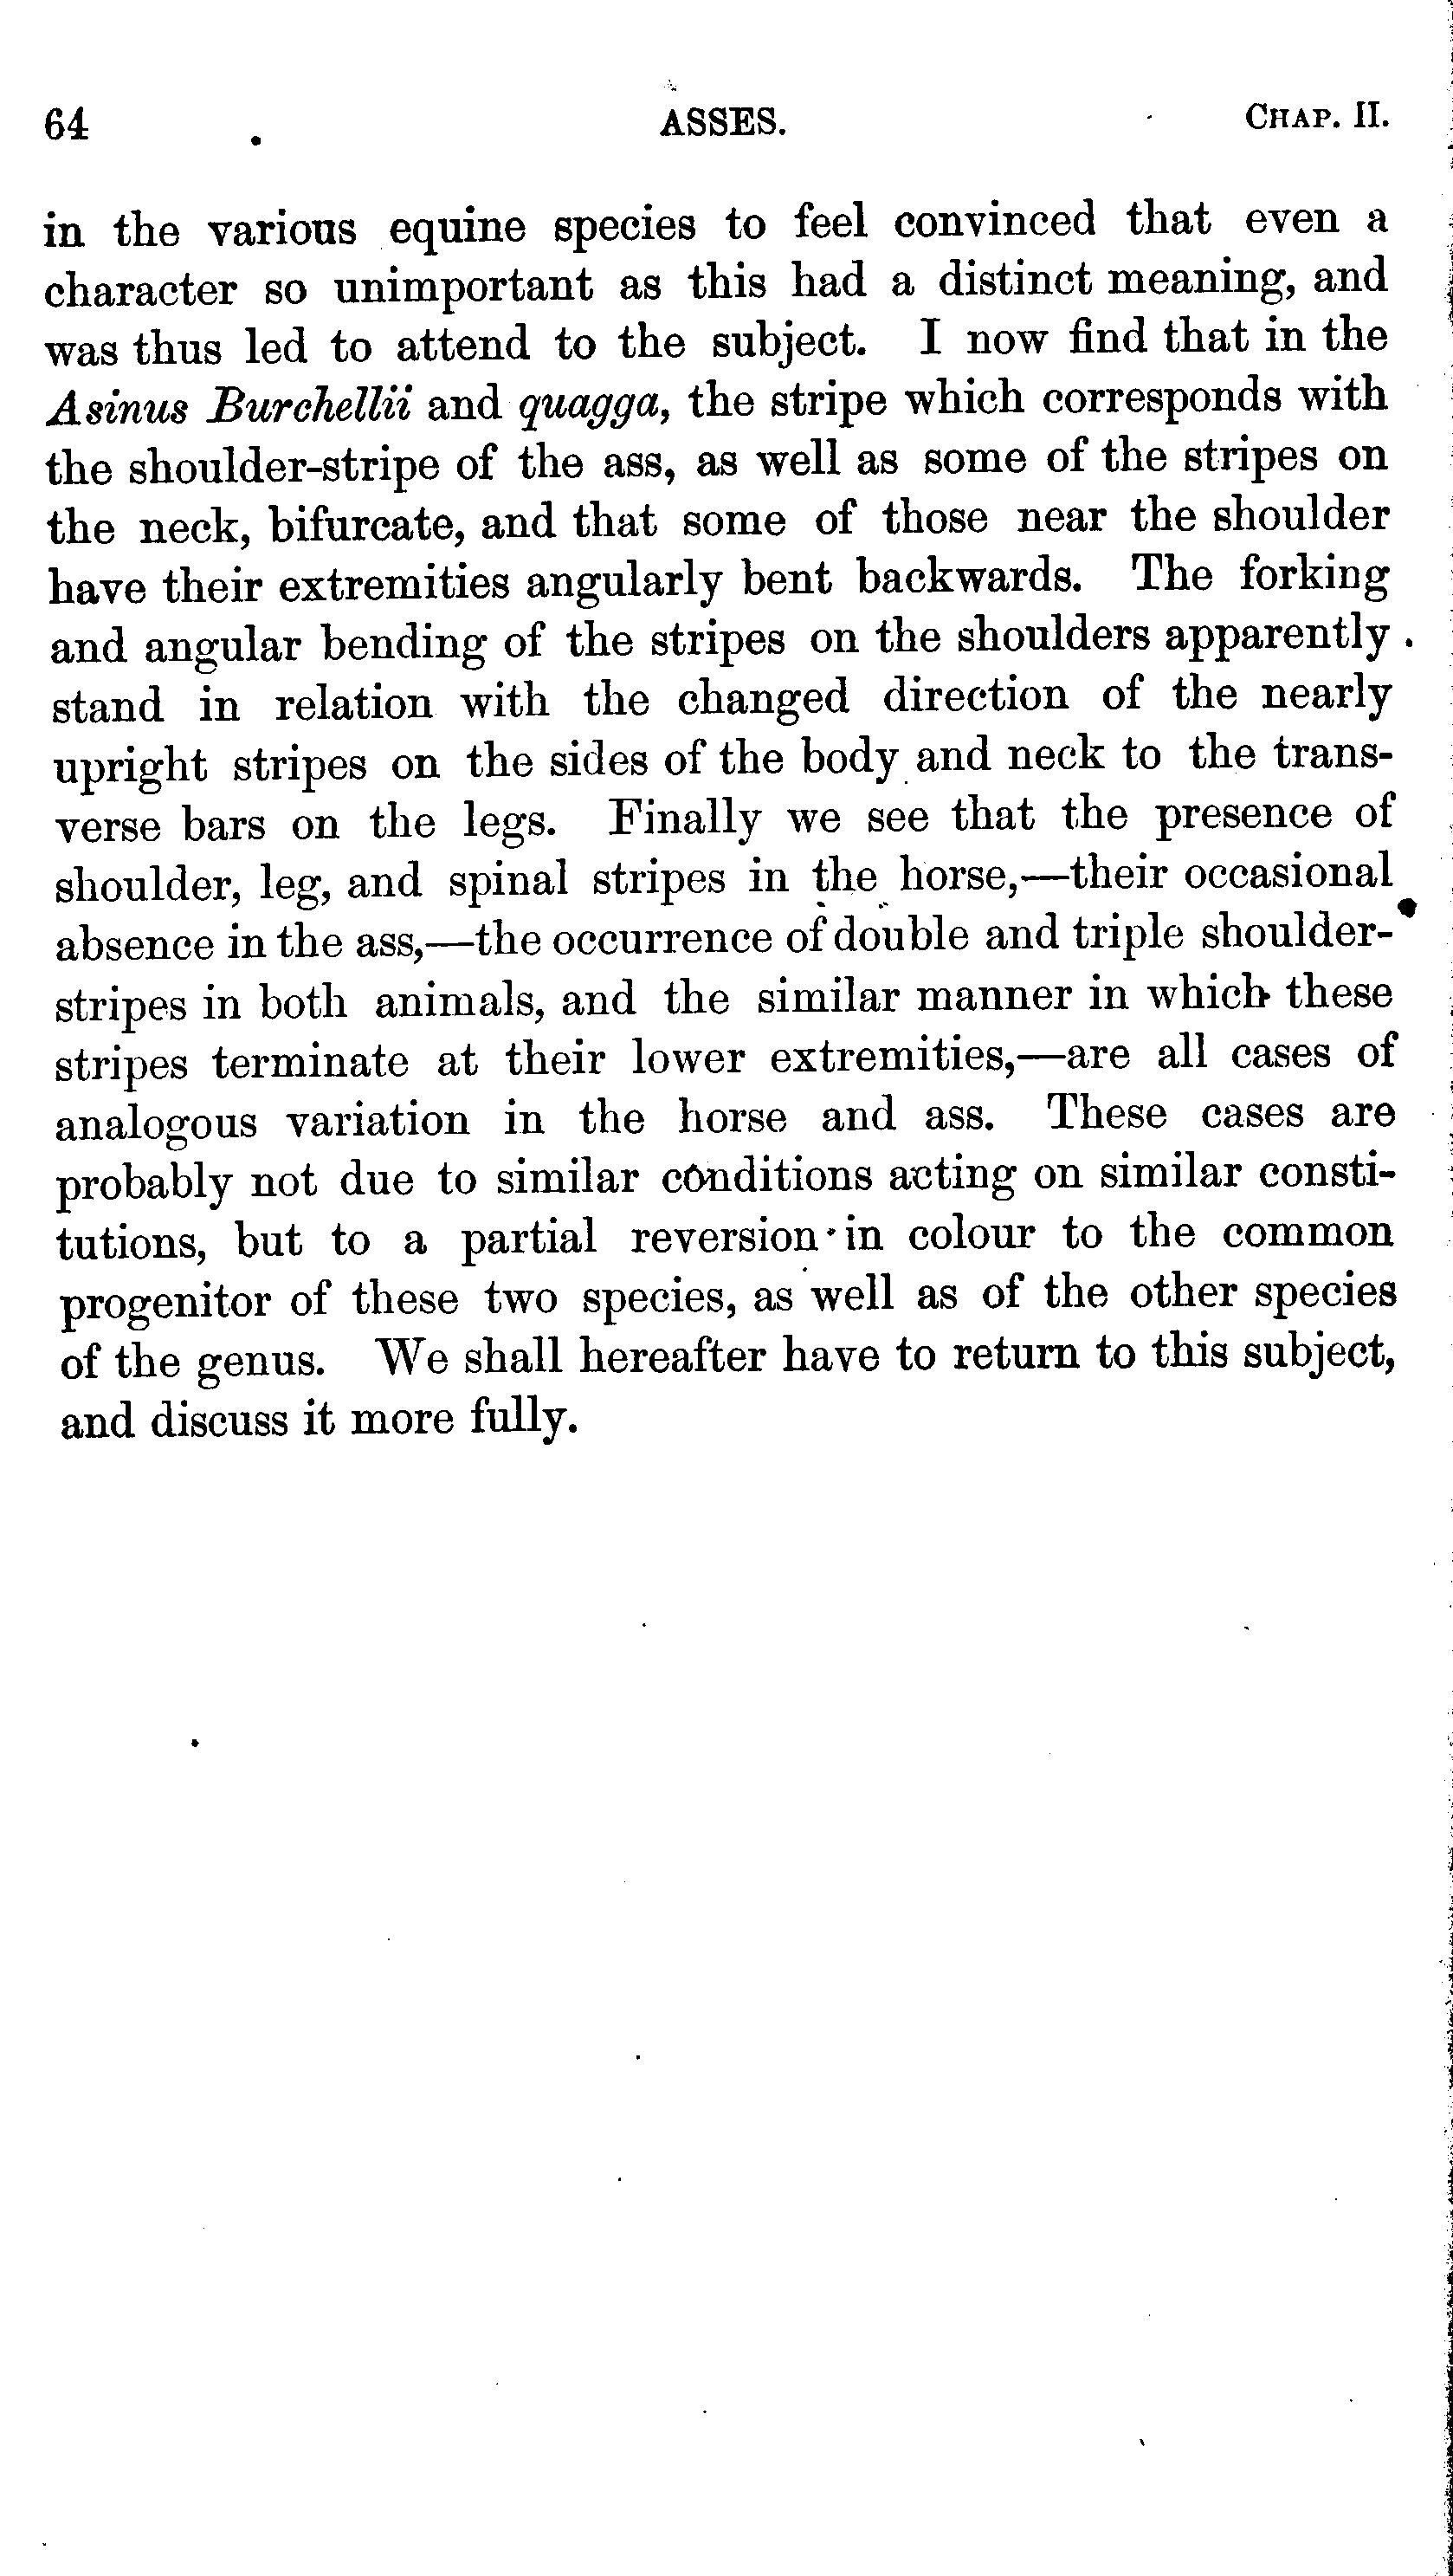 64 ASSES. CHAP. II.
in the various equine species to feel convinced that even a
character so unimportant as this had a distinct meaning, and
was thus led to attend to the subject. I now find that in the
Asinus Burchellii and quagga, the stripe which corresponds with
the shoulder-stripe of the ass, as well as some of the stripes on
the neck, bifurcate, and that some of those near the shoulder
have their extremities angularly bent backwards. The forking
and angular bending of the stripes on the shoulders apparently
stand in relation with the changed direction of the nearly
upright stripes on the sides of the body and neck to the trans-
verse bars on the legs. Finally we see that the presence of
shoulder, leg, and spinal stripes in the horse,—their occasional
absence in the ass,—the occurrence of double and triple shoulder-
stripes in both animals, and the similar manner in which these
stripes terminate at their lower extremities,—are all cases of
analogous variation in the horse and ass. These cases are
probably not due to similar conditions acting on similar consti-
tutions, but to a partial reversion in colour to the common
progenitor of these two species, as well as of the other species
of the genus. We shall hereafter have to return to this subject,
and discuss it more fully.